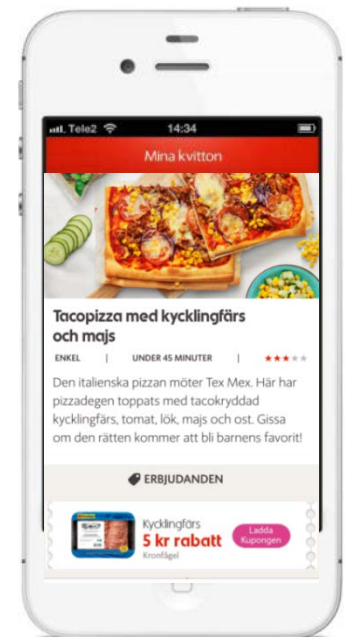 Tele2 14:34
Mina kvitton
Tacopizza med kycklingfärs
och majs
ENKEL | UNDER 45 MINUTER |
Den italienska pizzan möter Tex Mex. Här har
pizzadegen toppats med tacokryddad
kycklingfärs, tomat, lök, majs och ost. Gissa
om den rätten kommer att bli barnens favorit!
ERBJUDANDEN
Kycklingfärs
5 kr rabatt
Kronfågel
Ladda
Kupongen